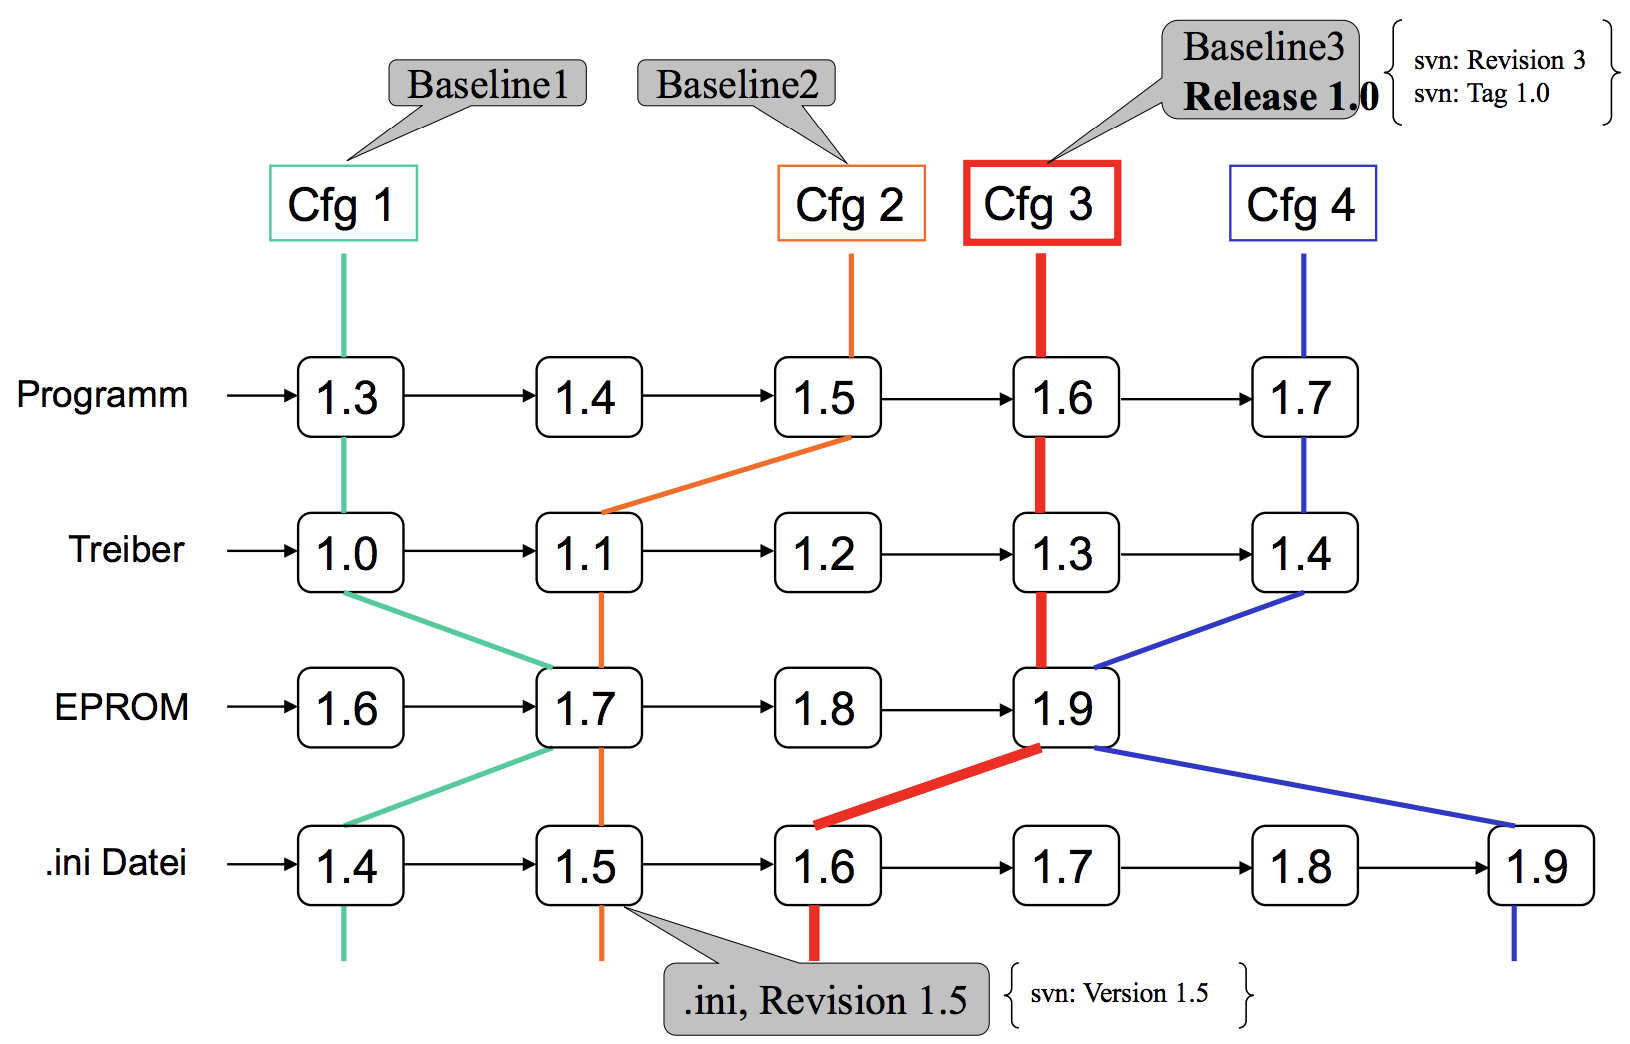 Baseline1
Baseline2
Baseline3
Release 1.0
svn: Revision 3
svn: Tag 1.0
Cfg 1
Cfg 2
Cfg 3
Cfg 4
Programm
1.3
1.4
1.5
1.6
1.7
Treiber
1.0
1.1
1.2
1.3
1.4
EPROM
1.6
1.7
1.8
1.9
.ini Datei
1.4
1.5
1.6
1.7
1.8
1.9
.ini, Revision 1.5
svn: Version 1.5